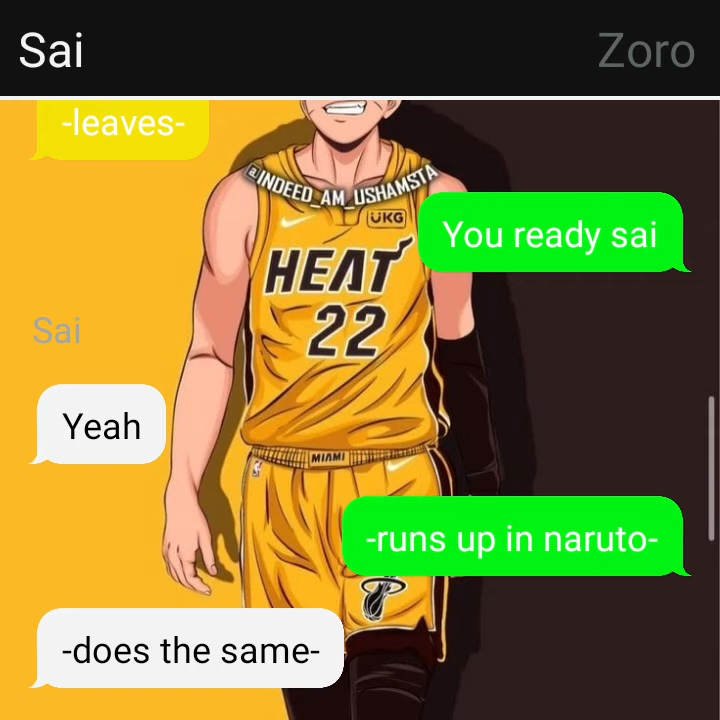 Sai
Zoro
-leaves-
@INDEED_AM_USHAMSTA
UKG
You ready sai
HEAT
22
Sai
Yeah
MIAMI
-runs up in naruto-
-does the same-